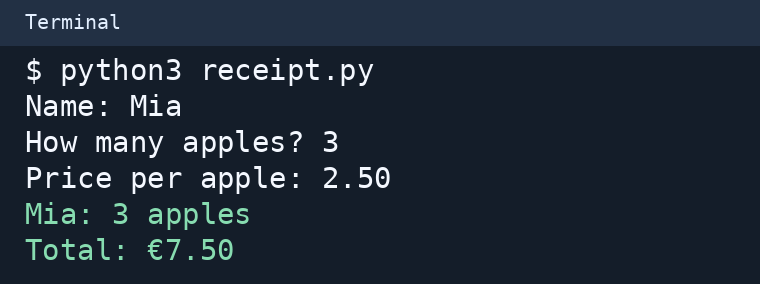 Terminal
$ python3 receipt.py
Name: Mia
How many apples? 3
Price per apple: 2.50
Mia: 3 apples
Total: €7.50